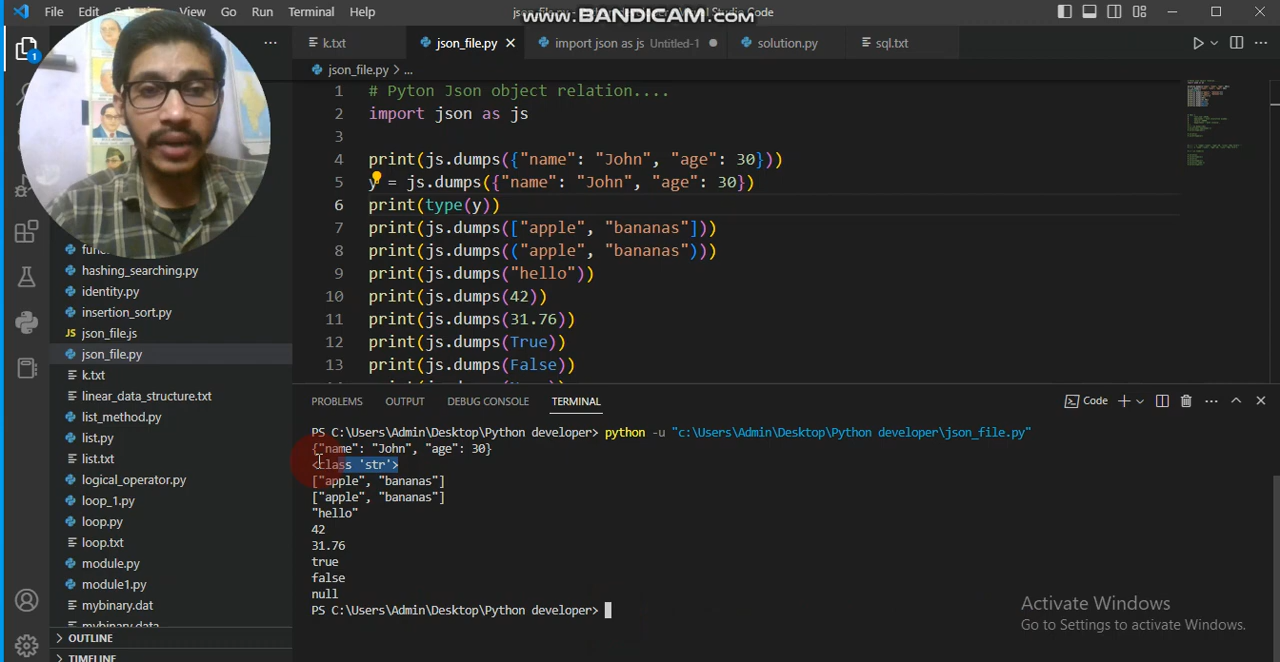 File Edit
View Go Run Terminal Help
www.BANDICAM.com
Studio Code
k.txt
json_file.py
import json as js Untitled-1
solution.py
sql.txt
json_file.py > ...
1 # Pyton Json object relation....
2 import json as js
3
4 print(js.dumps({"name": "John", "age": 30}))
5 y = js.dumps({"name": "John", "age": 30})
6 print(type(y))
7 print(js.dumps(["apple", "bananas"]))
8 print(js.dumps(("apple", "bananas")))
9 print(js.dumps("hello"))
10 print(js.dumps(42))
11 print(js.dumps(31.76))
12 print(js.dumps(True))
13 print(js.dumps(False))
1
hashing_searching.py
identity.py
insertion_sort.py
JS json_file.js
json_file.py
k.txt
linear_data_structure.txt
list_method.py
list.py
list.txt
logical_operator.py
loop_1.py
loop.py
loop.txt
module.py
module1.py
mybinary.dat
OUTLINE
TIMELINE
PROBLEMS OUTPUT DEBUG CONSOLE TERMINAL
Code
PS C:\Users\Admin\Desktop\Python developer> python -u "c:\Users\Admin\Desktop\Python developer\json_file.py"
{"name": "John", "age": 30}
<class 'str'>
["apple", "bananas"]
["apple", "bananas"]
"hello"
42
31.76
true
false
null
PS C:\Users\Admin\Desktop\Python developer>
Activate Windows
Go to Settings to activate Windows.